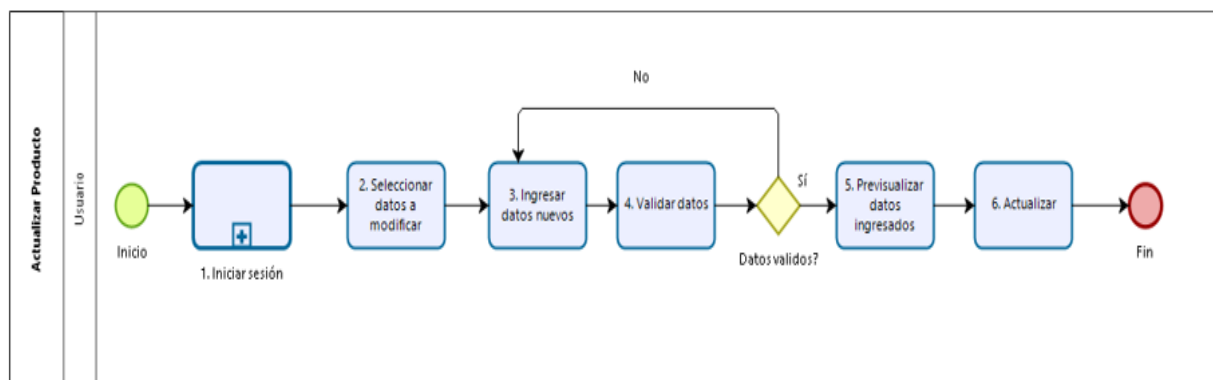 Actualizar Producto
Usuario
Inicio
1. Iniciar sesión
2. Seleccionar
datos a
modificar
3. Ingresar
datos nuevos
4. Validar datos
No
Sí
Datos validos?
5. Previsualizar
datos
ingresados
6. Actualizar
Fin